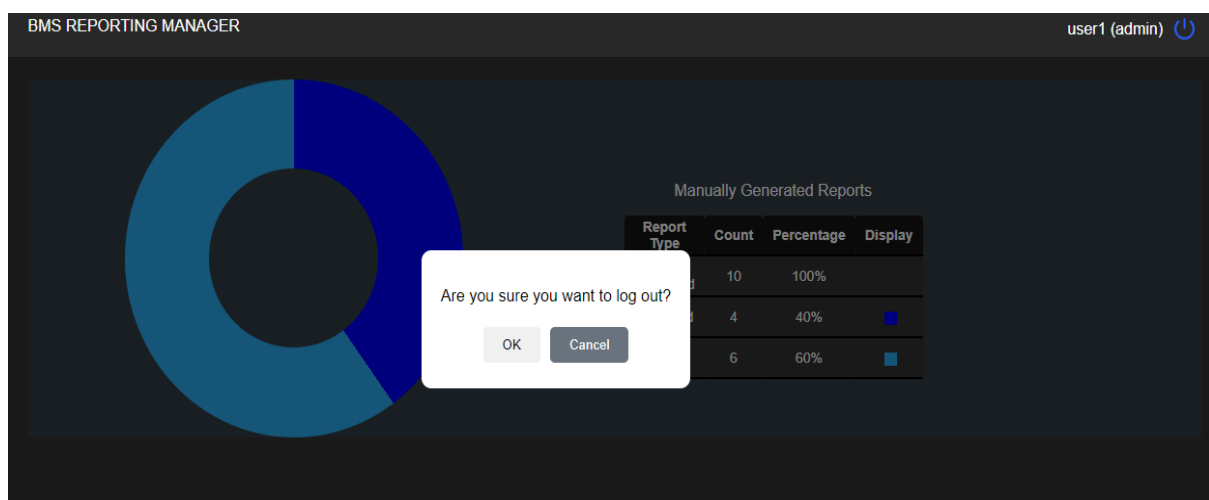 BMS REPORTING MANAGER
user1 (admin)
Manually Generated Reports
Report
Type Count Percentage Display
10 100%
4 40%
6 60%
Are you sure you want to log out?
OK Cancel